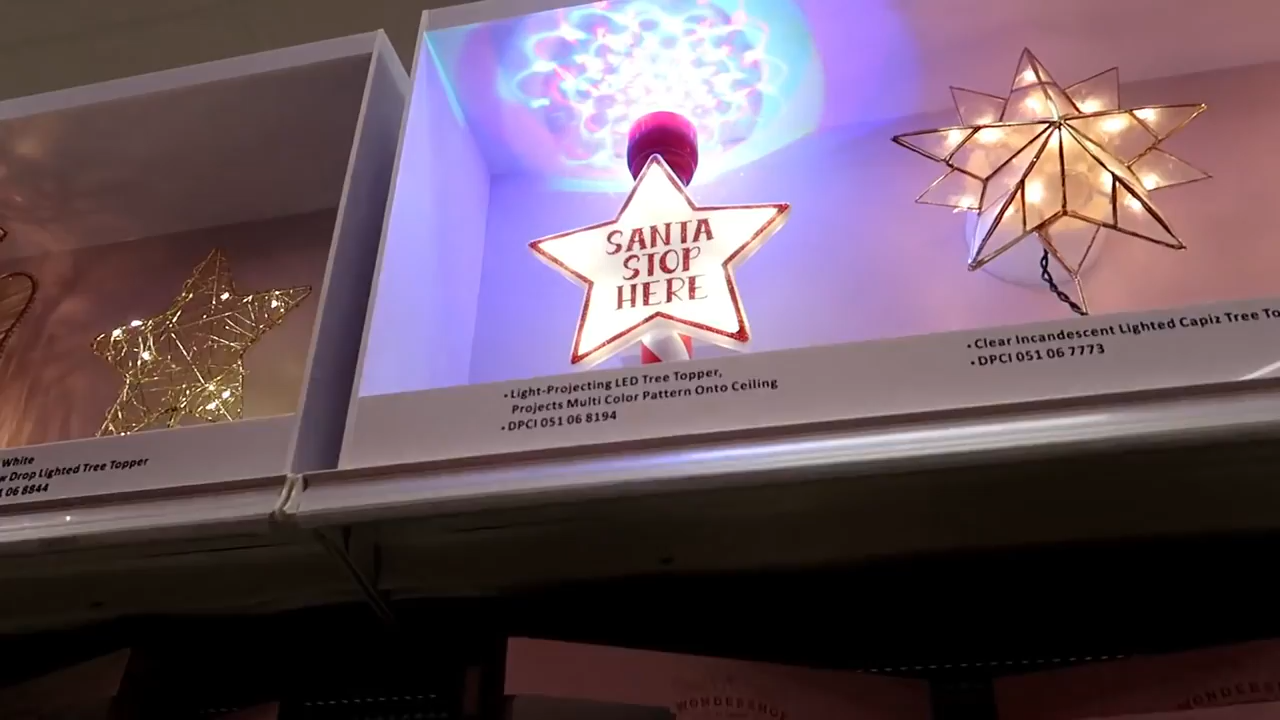 SANTA
STOP
HERE
White
Drop Lighted Tree Topper
06 8844
• Light-Projecting LED Tree Topper,
Projects Multi Color Pattern Onto Ceiling
• DPCI 051 06 8194
• Clear Incandescent Lighted Capiz Tree To
• DPCI 051 06 7773
WONDERSHOP